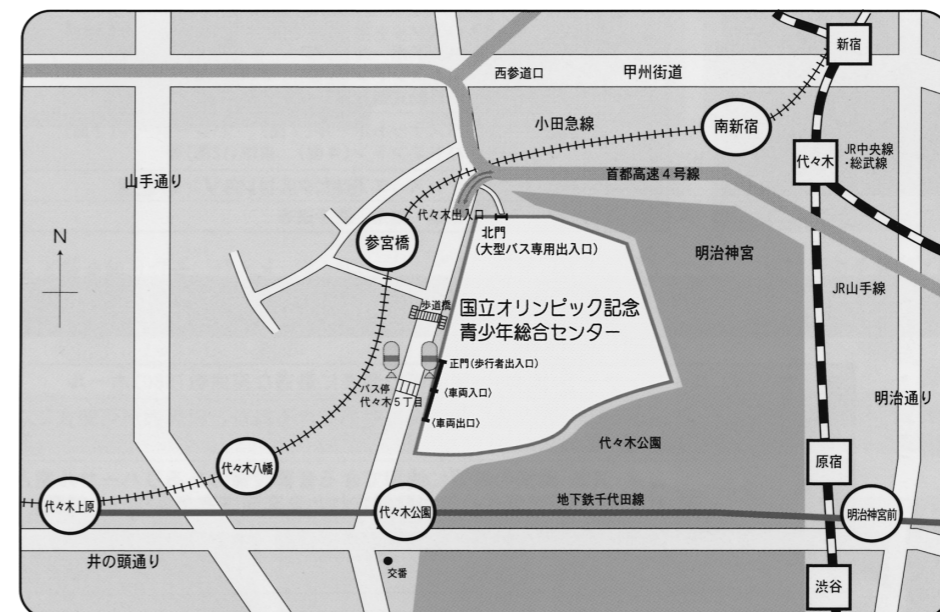 新宿
西参道口
甲州街道
南新宿
小田急線
代々木
JR中央線
・総武線
首都高速4号線
山手通り
代々木出入口
参宮橋
北門
(大型バス専用出入口)
明治神宮
N
JR山手線
歩道橋
国立オリンピック記念
青少年総合センター
正門(歩行者出入口)
バス停
代々木5丁目
(車両入口)
(車両出口)
明治通り
代々木公園
原宿
代々木八幡
代々木上原
代々木公園
地下鉄千代田線
明治神宮前
井の頭通り
交番
渋谷